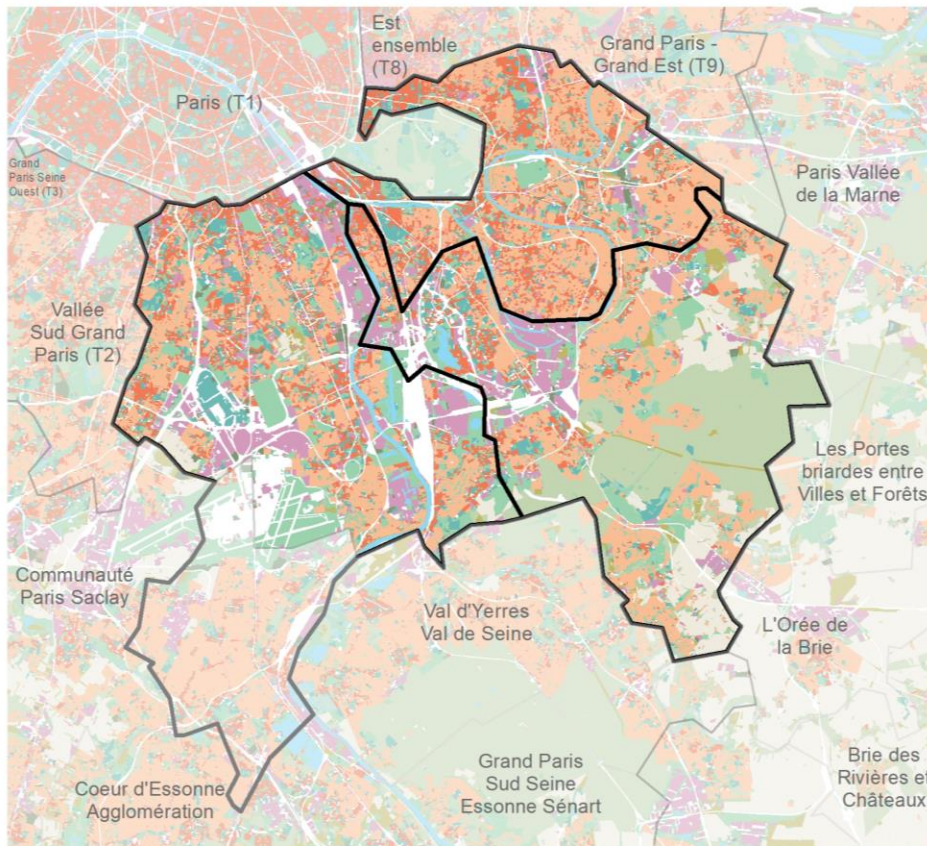 Est
ensemble
(T8)
Grand Paris -
Grand Est (T9)
Paris (T1)
Grand
Paris Seine
Ouest (T3)
Paris Vallée
de la Marne
Vallée
Sud Grand
Paris (T2)
Les Portes
briardes entre
Villes et Forêts
Communauté
Paris Saclay
Val d'Yerres
Val de Seine
L'Orée de
la Brie
Grand Paris
Sud Seine
Essonne Sénart
Coeur d'Essonne
Agglomération
Brie des
Rivières et
Châteaux